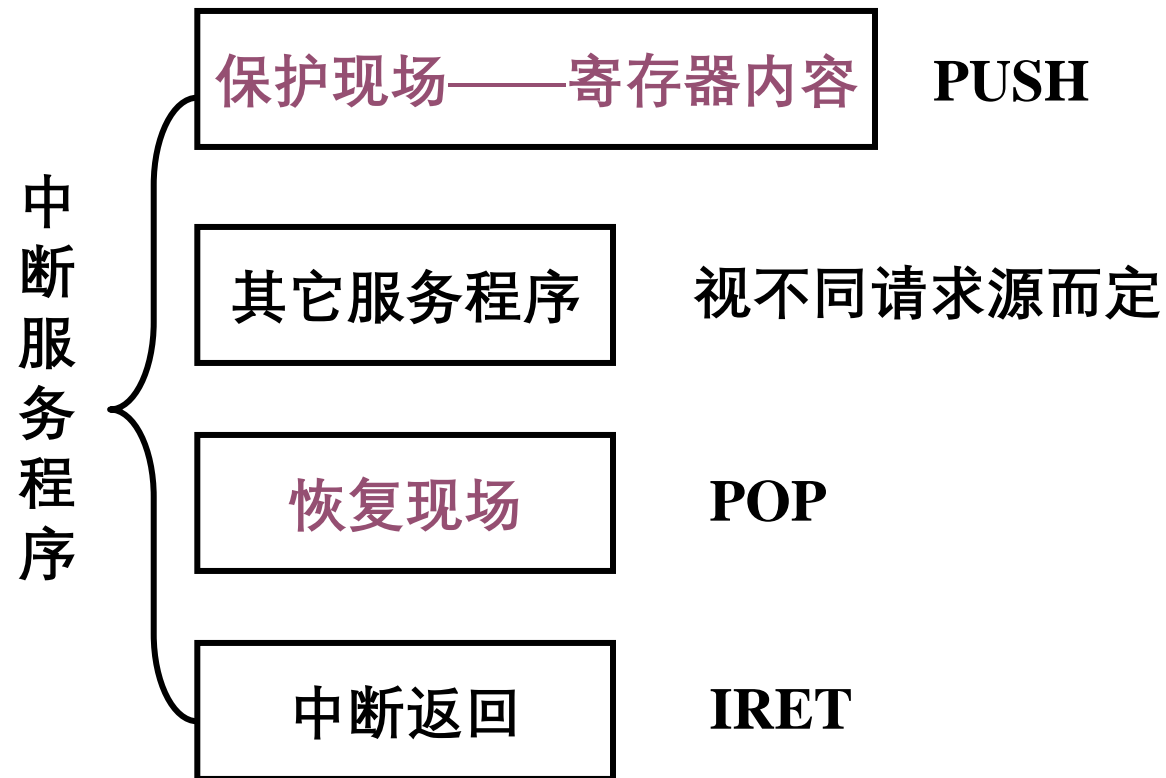 中断服务程序
保护现场——寄存器内容
PUSH
其它服务程序
视不同请求源而定
恢复现场
POP
中断返回
IRET